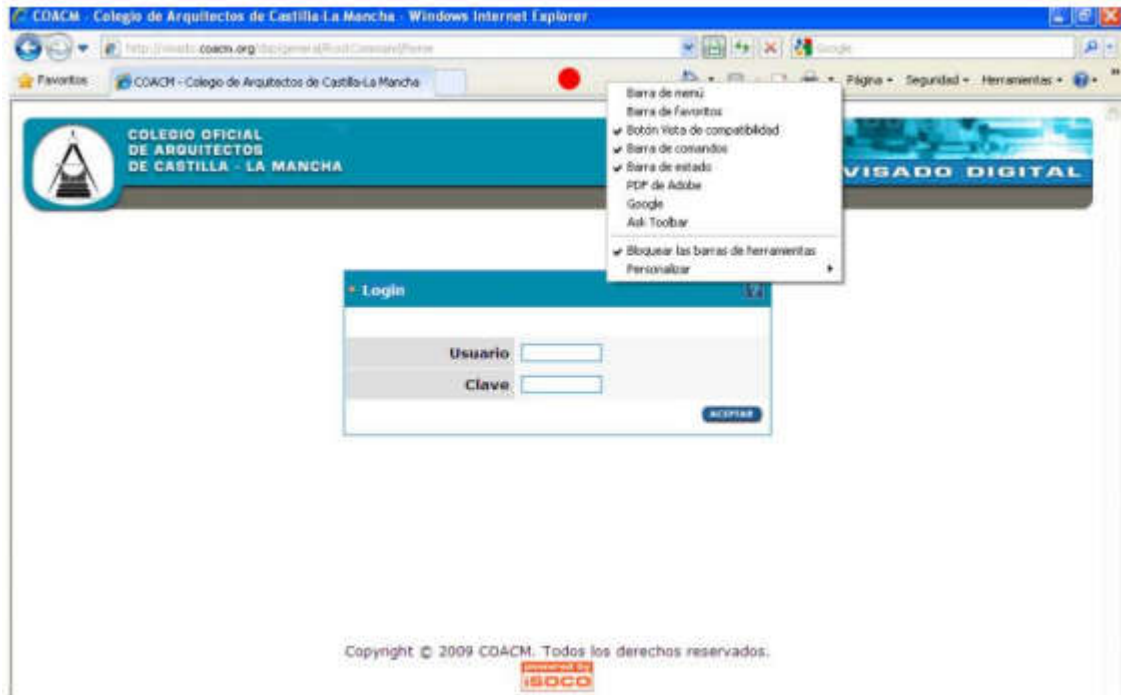 COACM - Colegio de Arquitectos de Castilla-La Mancha - Windows Internet Explorer
coacm.org
Google
Favoritos
COACM - Colegio de Arquitectos de Castilla-La Mancha
Página
Seguridad
Herramientas
Barra de menú
Barra de favoritos
Botón Vista de compatibilidad
Barra de comandos
Barra de estado
PDF de Adobe
Google
Ask Toolbar
Bloquear las barras de herramientas
Personalizar
COLEGIO OFICIAL
DE ARQUITECTOS
DE CASTILLA - LA MANCHA
VISADO DIGITAL
Login
Usuario
Clave
ACEPTAR
Copyright © 2009 COACM. Todos los derechos reservados.
powered by
iSOCO